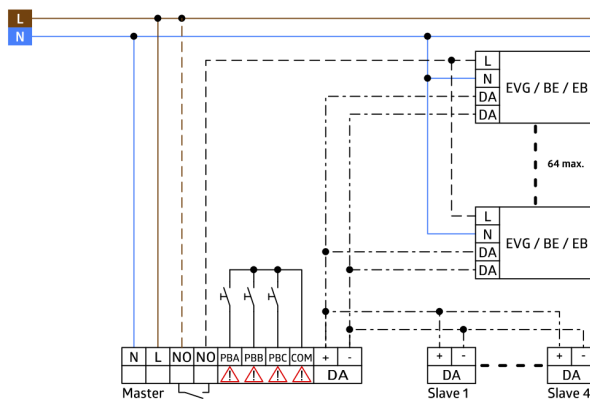 L
N
L
N
DA
DA
EVG / BE / EB
64 max.
L
N
DA
DA
EVG / BE / EB
N L NO NO PBA PBB PBC COM + -
DA
Master
+ -
DA
Slave 1
+ -
DA
Slave 4